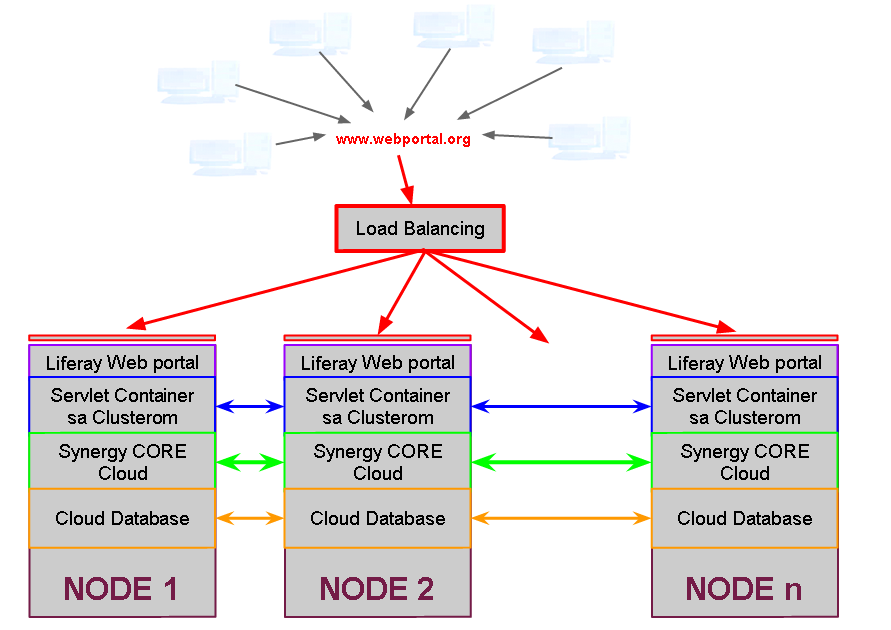 www.webportal.org
Load Balancing
Liferay Web portal
Servlet Container
sa Clusterom
Synergy CORE
Cloud
Cloud Database
NODE 1
Liferay Web portal
Servlet Container
sa Clusterom
Synergy CORE
Cloud
Cloud Database
NODE 2
Liferay Web portal
Servlet Container
sa Clusterom
Synergy CORE
Cloud
Cloud Database
NODE n